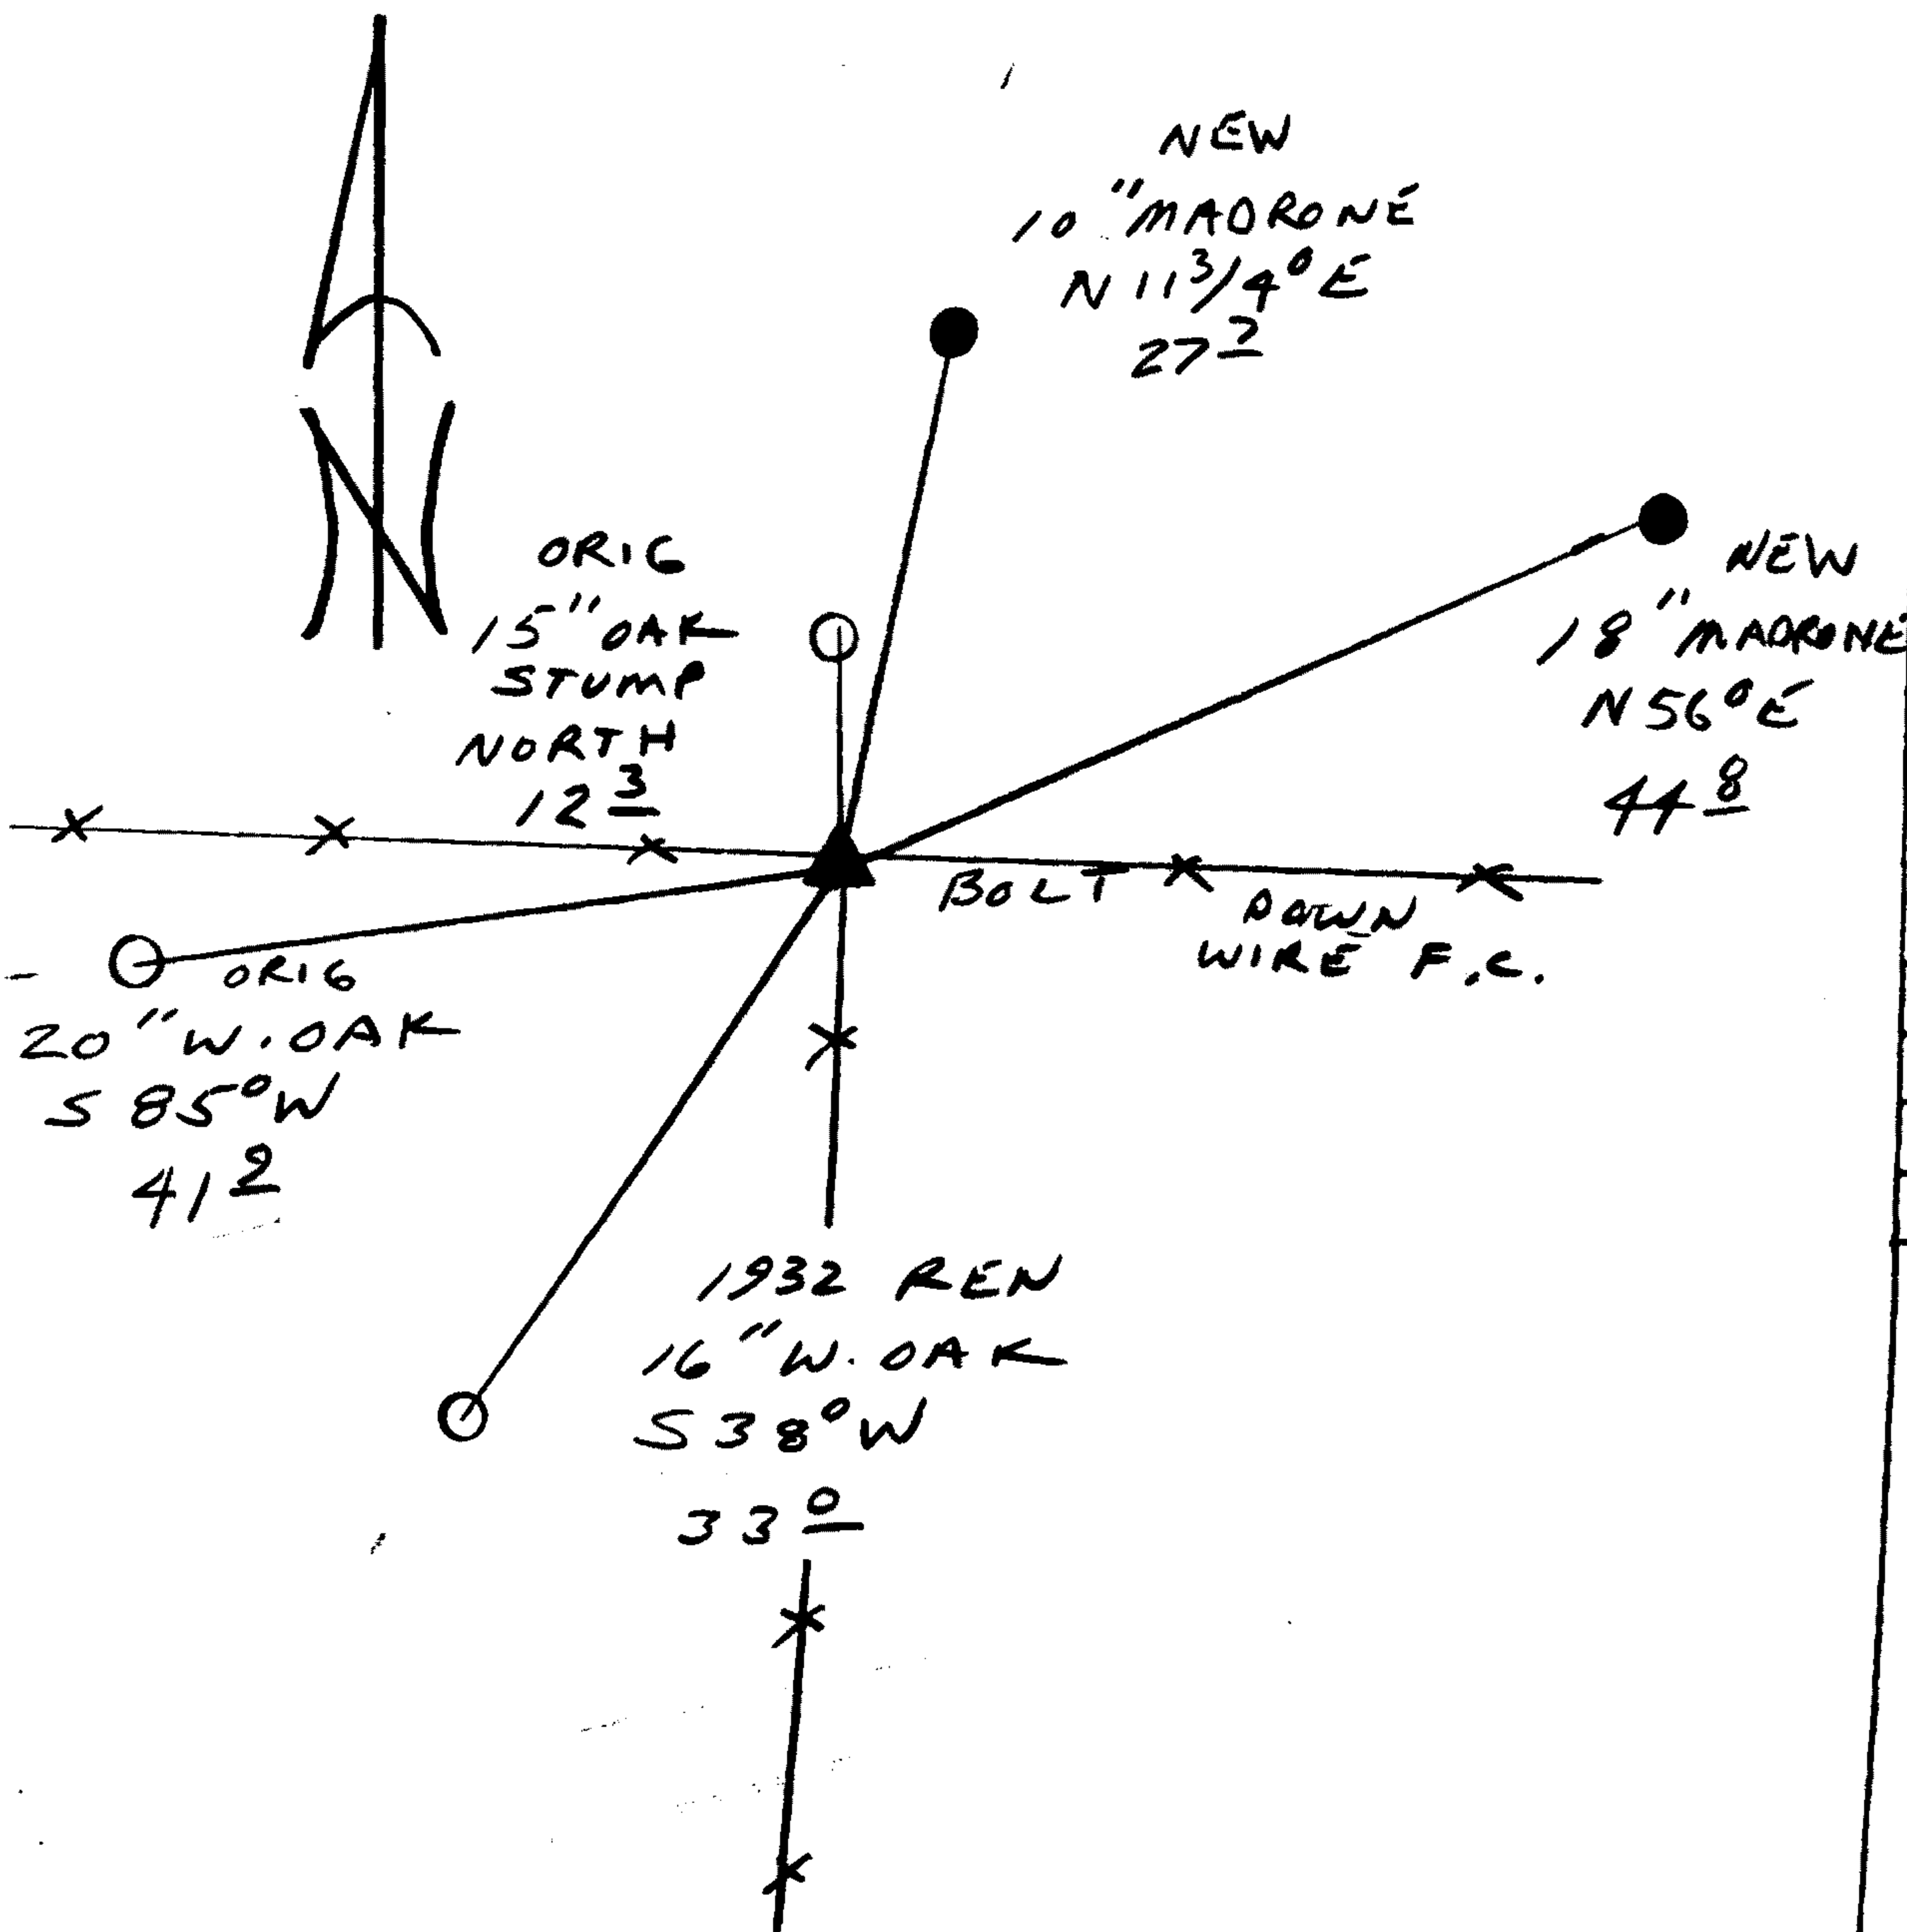 N
NEW
10" MADRONE
N 11 3/4° E
27 2
ORIG
15" OAK
STUMP
NORTH
12 3
NEW
18" MADRONE
N 56° E
44 8
BOLT
DOWN
WIRE F.C.
ORIG
20" W. OAK
S 85° W
41 2
1932 REN
16" W. OAK
S 38° W
33 0